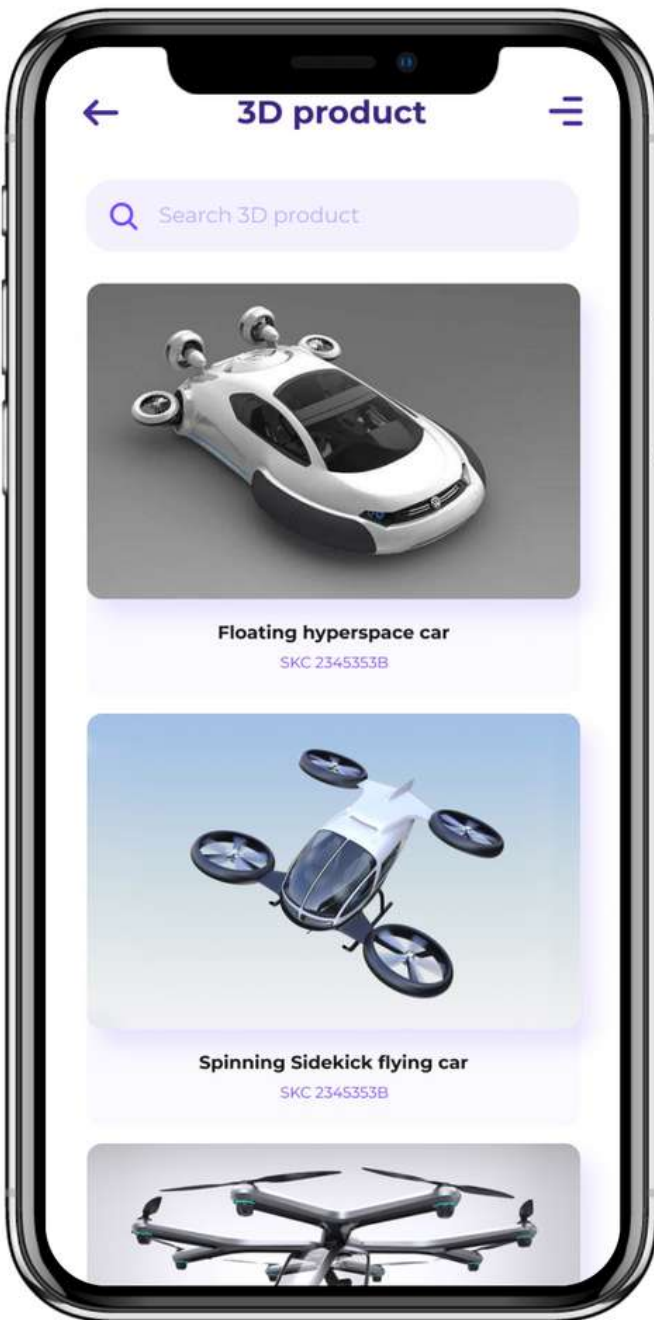 3D product
Search 3D product
Floating hyperspace car
SKC 2345353B
Spinning Sidekick flying car
SKC 2345353B